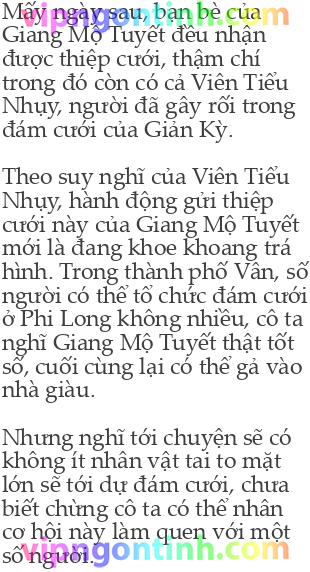 Mấy ngày sau, bạn bè của
Giang Mộ Tuyết đều nhận
được thiệp cưới, thậm chí
trong đó còn có cả Viên Tiểu
Nhụy, người đã gây rối trong
đám cưới của Giản Kỳ.
Theo suy nghĩ của Viên Tiểu
Nhụy, hành động gửi thiệp
cưới này của Giang Mộ Tuyết
mới là đang khoe khoang trá
hình. Trong thành phố Vân, số
người có thể tổ chức đám cưới
ở Phi Long không nhiều, cô ta
nghĩ Giang Mộ Tuyết thật tốt
số, cuối cùng lại có thể gả vào
nhà giàu.
Nhưng nghĩ tới chuyện sẽ có
không ít nhân vật tai to mặt
lớn sẽ tới dự đám cưới, chưa
biết chừng cô ta có thể nhân
cơ hội này làm quen với một
số người.
vipngontinh.com
vipngontinh.com